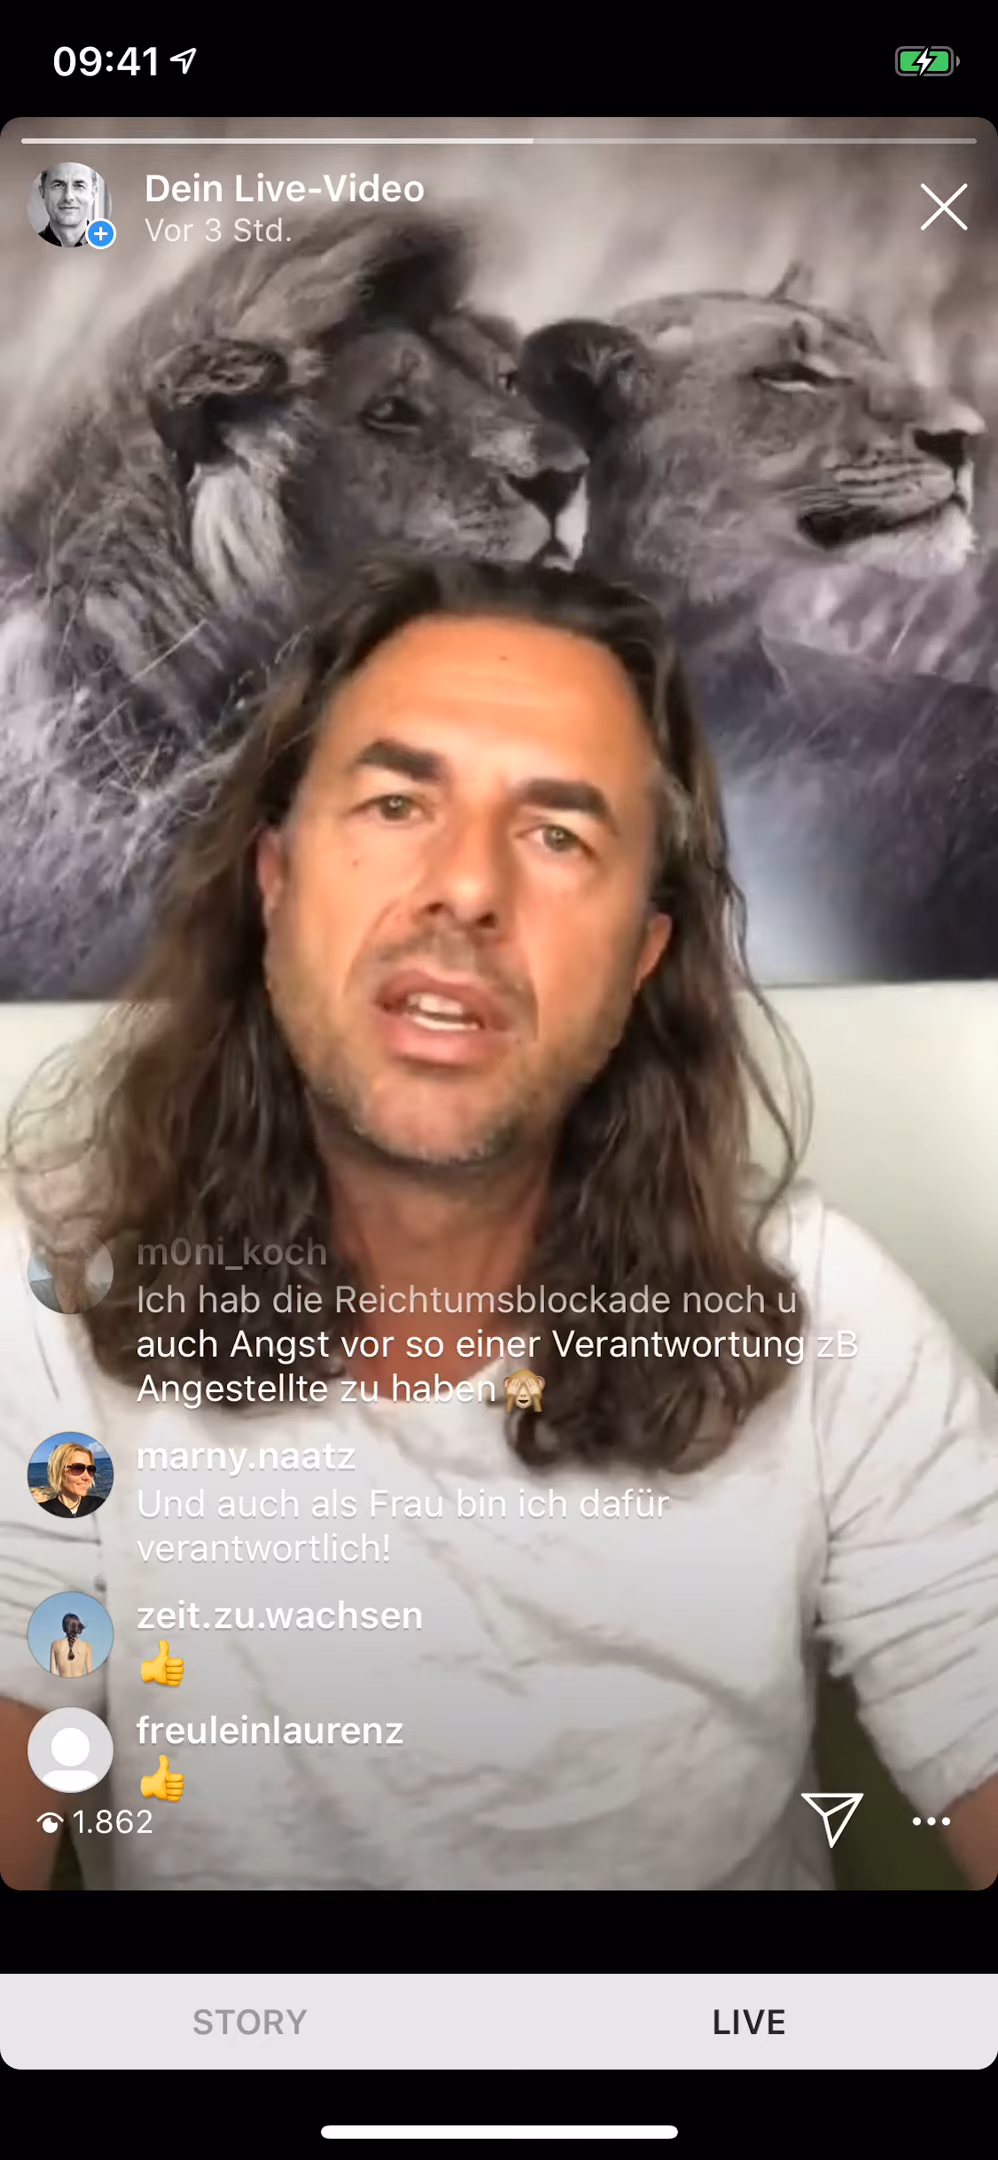 09:41
Dein Live-Video
Vor 3 Std.
m0ni_koch
Ich hab die Reichtumsblockade noch u
auch Angst vor so einer Verantwortung zB
Angestellte zu haben🙈
marny.naatz
Und auch als Frau bin ich dafür
verantwortlich!
zeit.zu.wachsen
👍
freuleinlaurenz
👍
1.862
STORY
LIVE